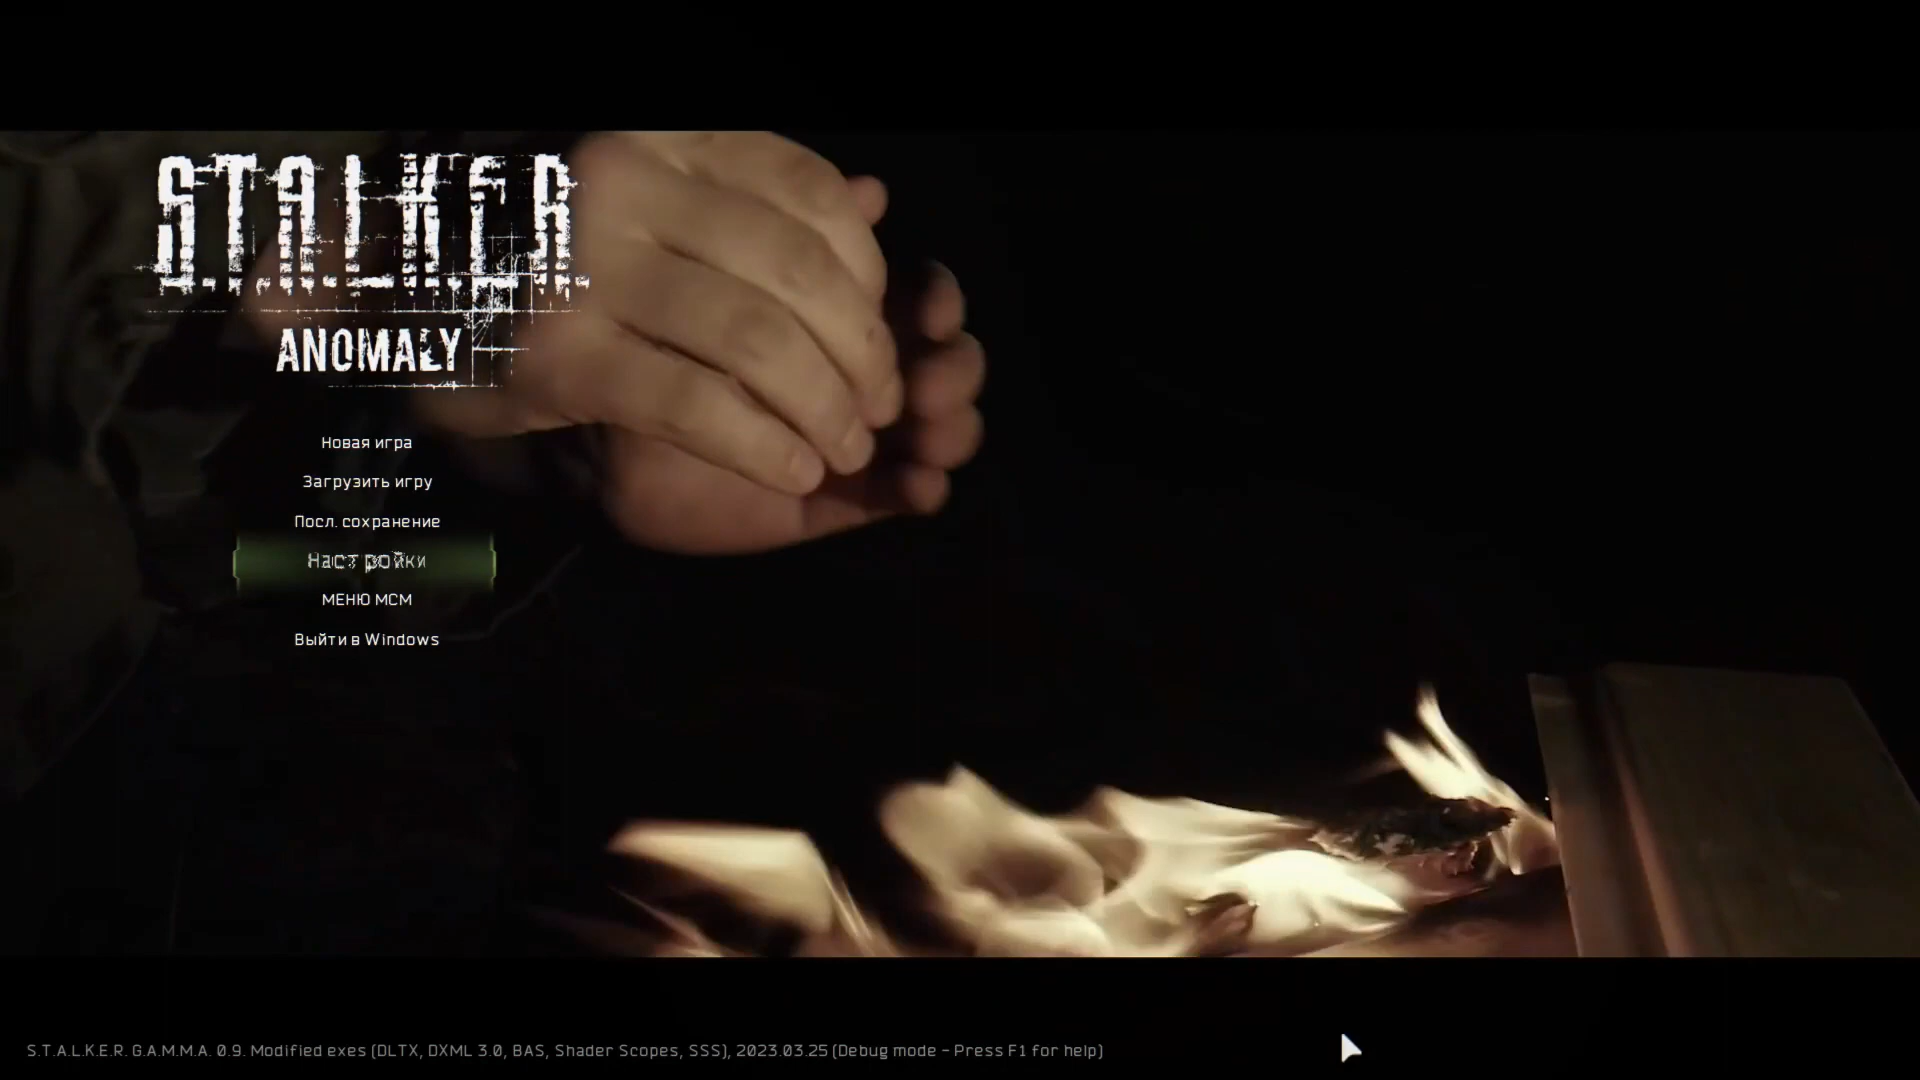 S.T.A.L.K.E.R.
ANOMALY
Новая игра
Загрузить игру
Посл. сохранение
Настройки
МЕНЮ МСМ
Выйти в Windows
S.T.A.L.K.E.R. G.A.M.M.A. 0.9. Modified exes (DLTX, DXML 3.0, BAS, Shader Scopes, SSS), 2023.03.25 (Debug mode - Press F1 for help)